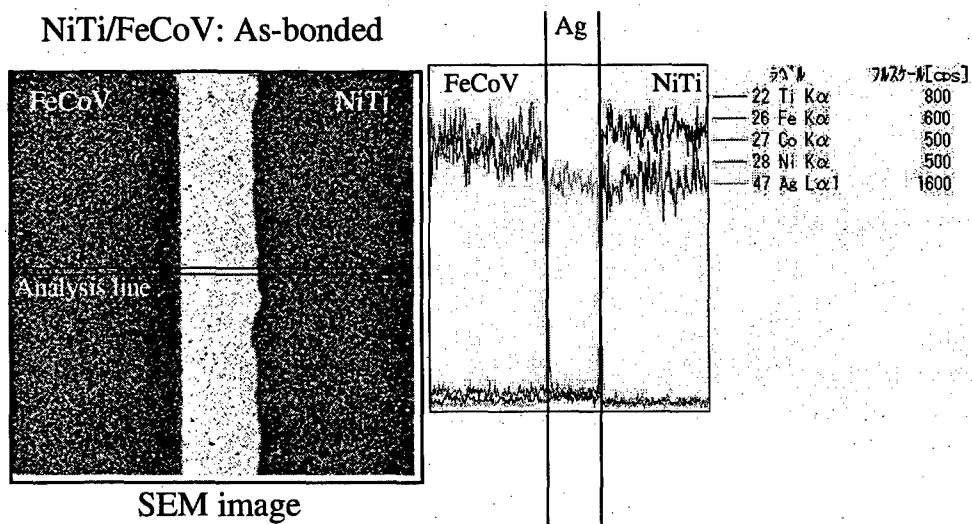 NiTi/FeCoV: As-bonded
Ag
FeCoV
NiTi
Analysis line
SEM image
FeCoV
NiTi
ラベル フルスケール[cps]
22 Ti Kα 800
26 Fe Kα 600
27 Co Kα 500
28 Ni Kα 500
47 Ag Lα1 1600